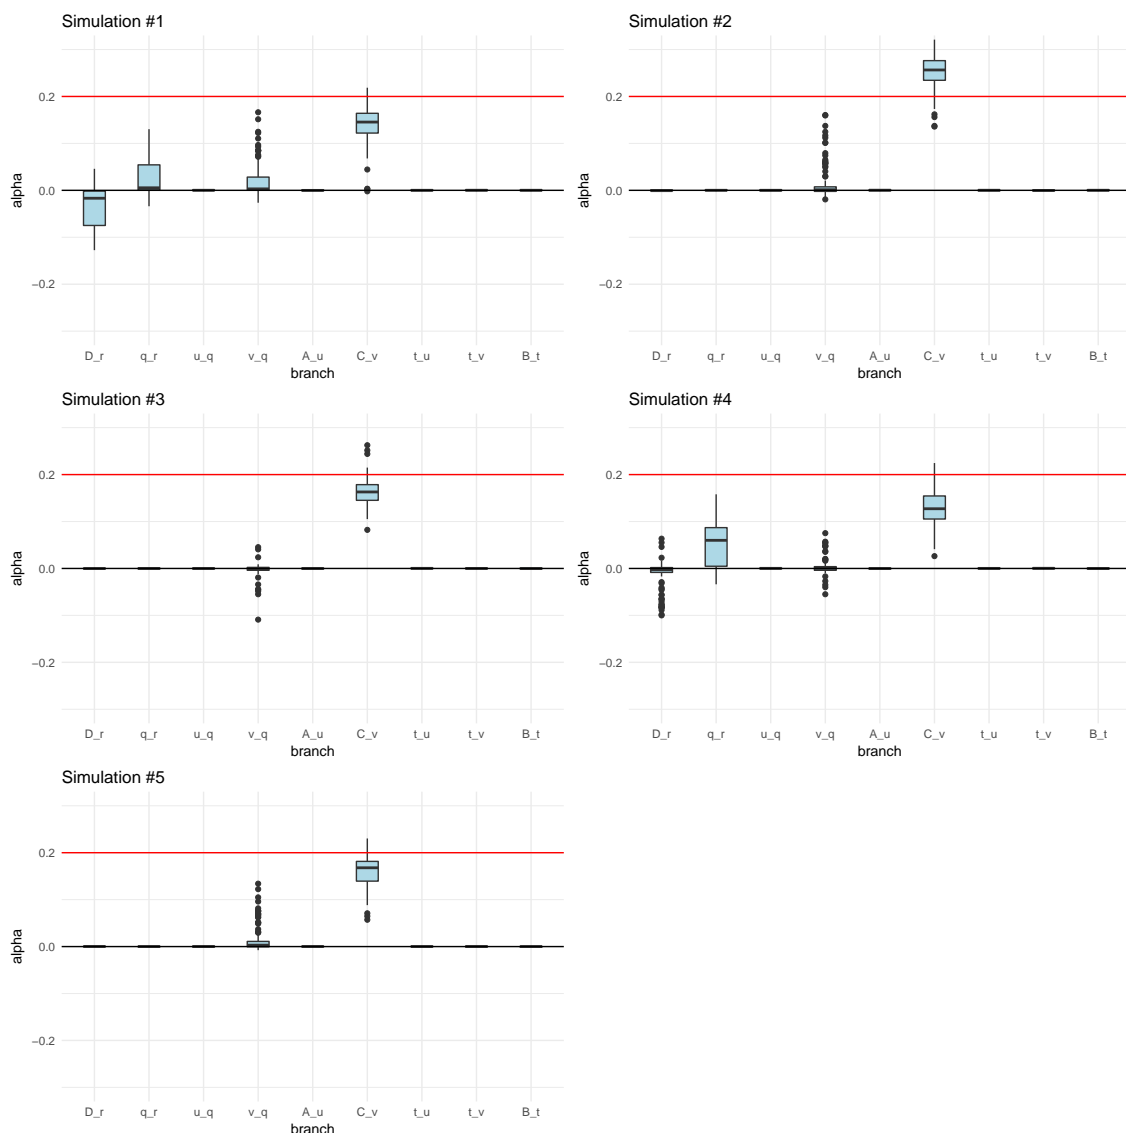 Simulation #1
0.2
0.0
−0.2
alpha
D_r q_r u_q v_q A_u C_v t_u t_v B_t
branch
Simulation #2
0.2
0.0
−0.2
alpha
D_r q_r u_q v_q A_u C_v t_u t_v B_t
branch
Simulation #3
0.2
0.0
−0.2
alpha
D_r q_r u_q v_q A_u C_v t_u t_v B_t
branch
Simulation #4
0.2
0.0
−0.2
alpha
D_r q_r u_q v_q A_u C_v t_u t_v B_t
branch
Simulation #5
0.2
0.0
−0.2
alpha
D_r q_r u_q v_q A_u C_v t_u t_v B_t
branch